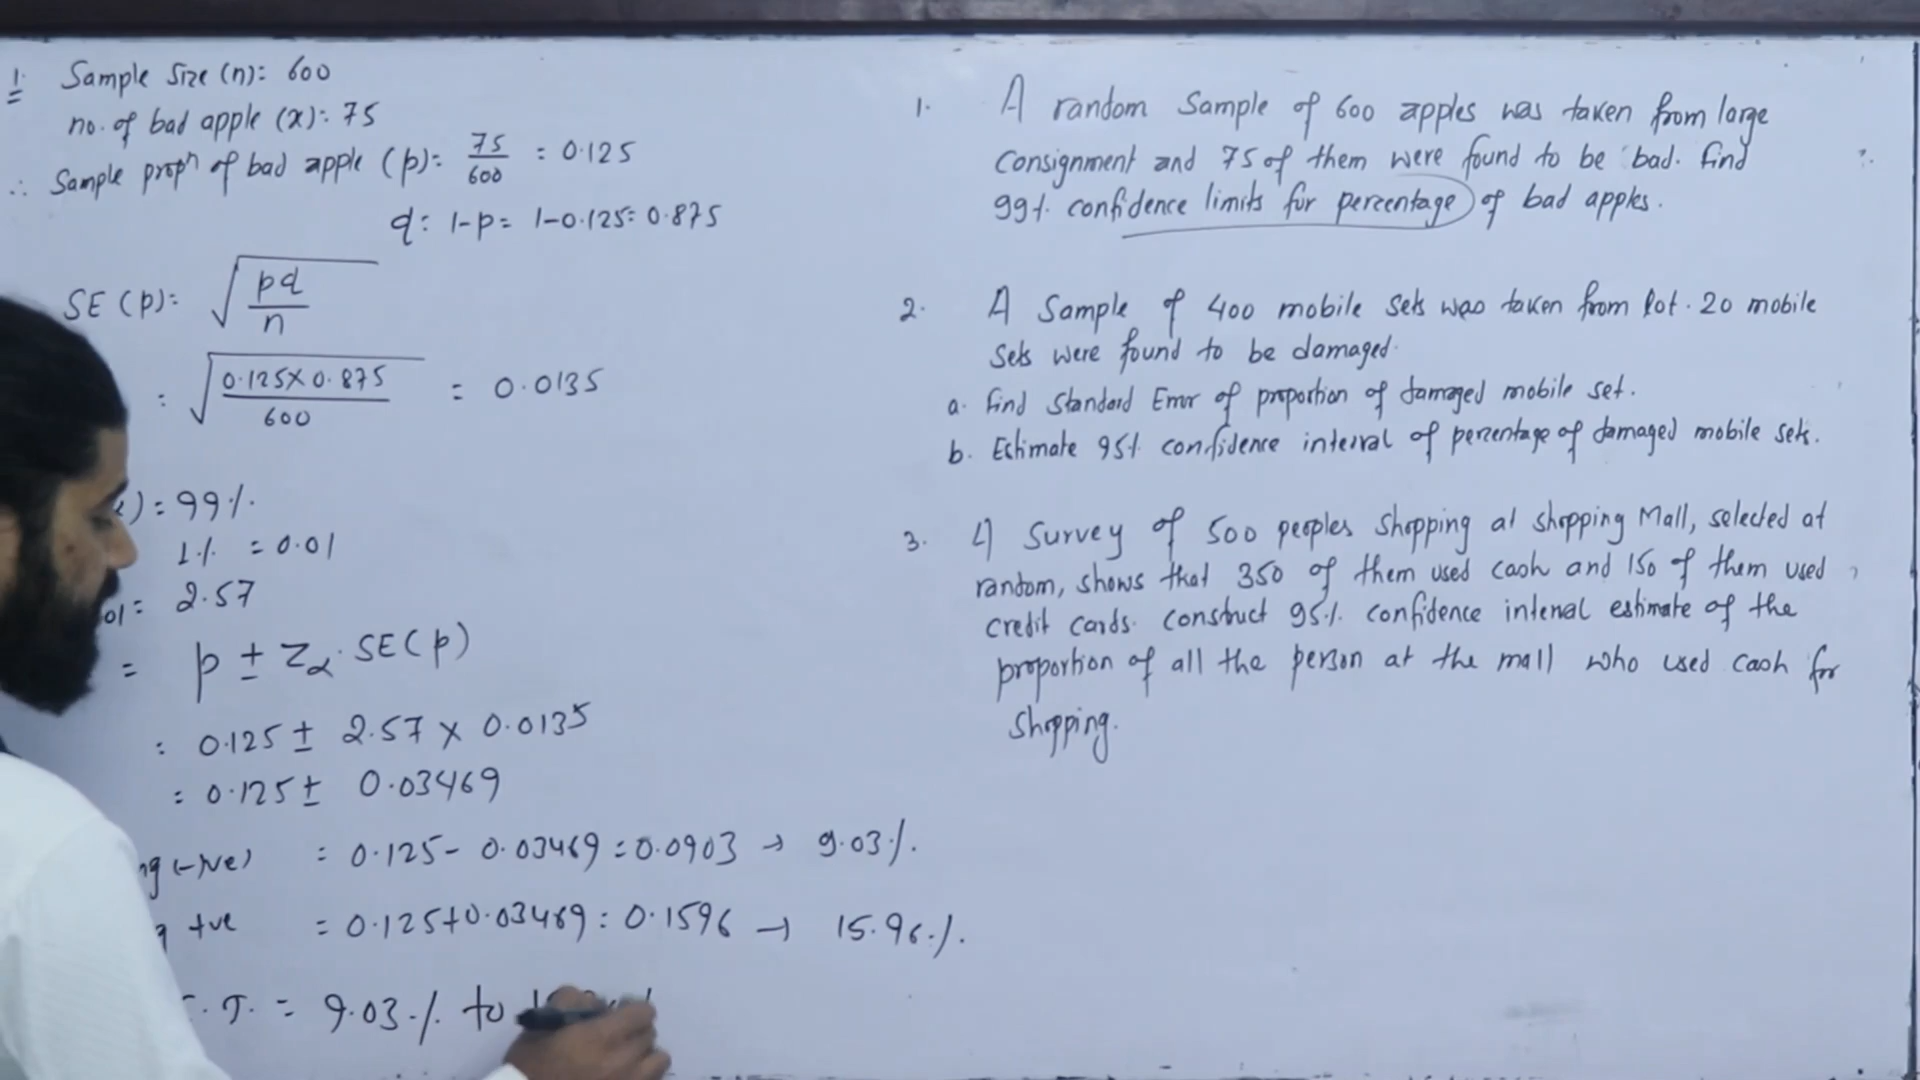 1. Sample Size (n): 600
no. of bad apple (x): 75
∴ Sample propⁿ of bad apple (p): 75/600 = 0.125
q: 1-p = 1-0.125 = 0.875
SE (p): √(pq/n)
: √(0.125×0.875/600) = 0.0135
) = 99%.
1% = 0.01
01 = 2.57
= p ± Zα. SE(p)
: 0.125 ± 2.57 × 0.0135
= 0.125 ± 0.03469
ng (-)ve) = 0.125 - 0.03469 = 0.0903 → 9.03%.
+ve = 0.125+0.03469 = 0.1596 → 15.96%.
.I. = 9.03% to
1. A random Sample of 600 apples was taken from large
Consignment and 75 of them were found to be bad. find
99% confidence limits for percentage of bad apples.
2. A Sample of 400 mobile Sets was taken from lot. 20 mobile
Sets were found to be damaged.
a. find Standard Error of proportion of damaged mobile set.
b. Estimate 95% confidence interval of percentage of damaged mobile sets.
3. A Survey of 500 peoples Shopping at shopping Mall, selected at
random, shows that 350 of them used cash and 150 of them used
credit cards. construct 95% confidence interval estimate of the
proportion of all the person at the mall who used cash for
Shopping.